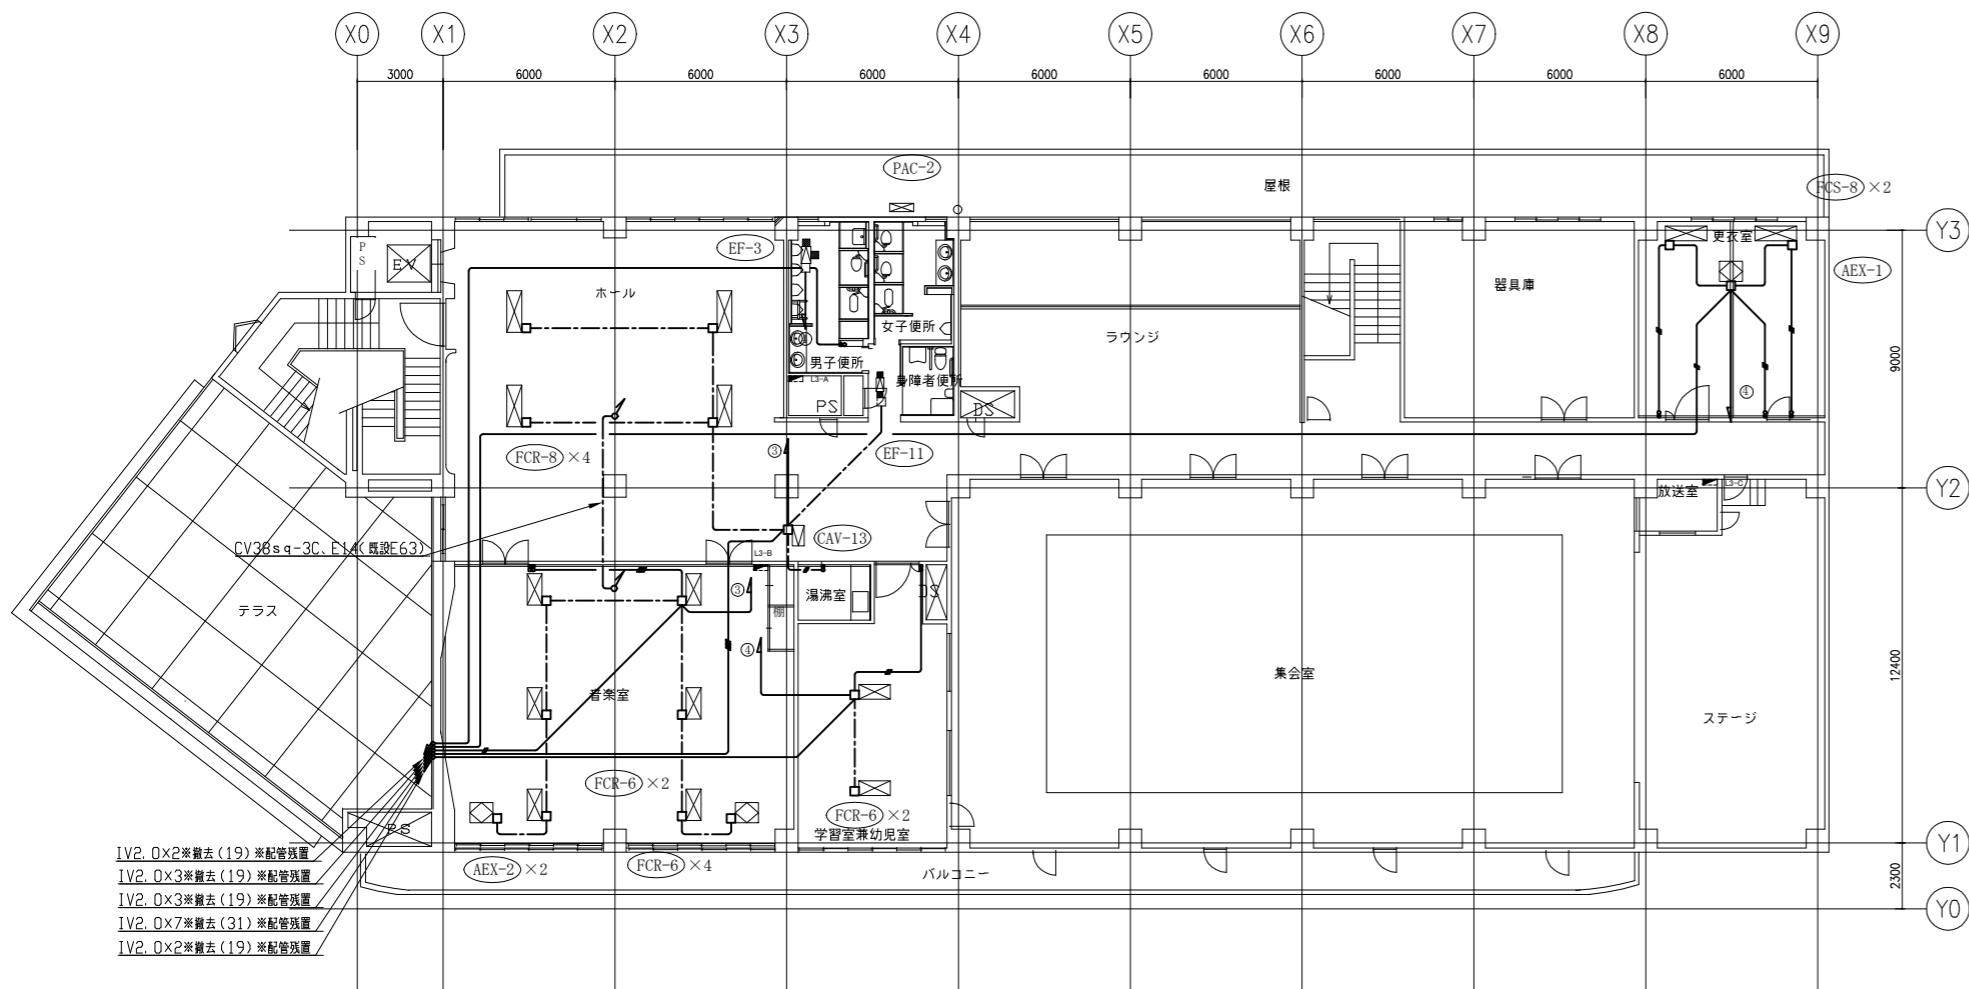 X0 X1 X2 X3 X4 X5 X6 X7 X8 X9
3000 6000 6000 6000 6000 6000 6000 6000 6000
PAC-2
屋根
FCS-8 ×2
Y3
PS
EV
EF-3
更衣室
AEX-1
ホール
器具庫
女子便所
ラウンジ
男子便所
9000
L3-A
身障者便所
PS
DS
④
FCR-8 ×4
③
EF-11
Y2
放送室
L3-C
CV38sq-3C、E14(既設E63)
CAV-13
L3-B
③
湯沸室
DS
テラス
棚
④
音楽室
集会室
12400
ステージ
FCR-6 ×2
FCR-6 ×2
PS
学習室兼幼児室
Y1
IV2.0×2※撤去(19)※配管残置
AEX-2 ×2
FCR-6 ×4
バルコニー
IV2.0×3※撤去(19)※配管残置
2300
IV2.0×3※撤去(19)※配管残置
Y0
IV2.0×7※撤去(31)※配管残置
IV2.0×2※撤去(19)※配管残置